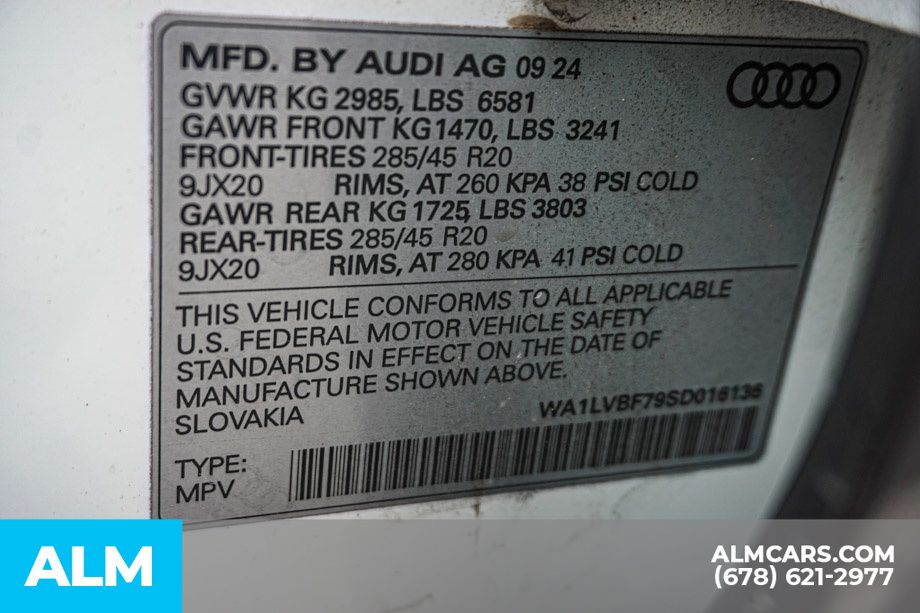 MFD. BY AUDI AG 09 24
GVWR KG 2985, LBS 6581
GAWR FRONT KG 1470, LBS 3241
FRONT-TIRES 285/45 R20
9JX20 RIMS, AT 260 KPA 38 PSI COLD
GAWR REAR KG 1725, LBS 3803
REAR-TIRES 285/45 R20
9JX20 RIMS, AT 280 KPA 41 PSI COLD
THIS VEHICLE CONFORMS TO ALL APPLICABLE
U.S. FEDERAL MOTOR VEHICLE SAFETY
STANDARDS IN EFFECT ON THE DATE OF
MANUFACTURE SHOWN ABOVE.
SLOVAKIA WA1LVBF79SD016136
TYPE:
MPV
ALM
ALMCARS.COM
(678) 621-2977